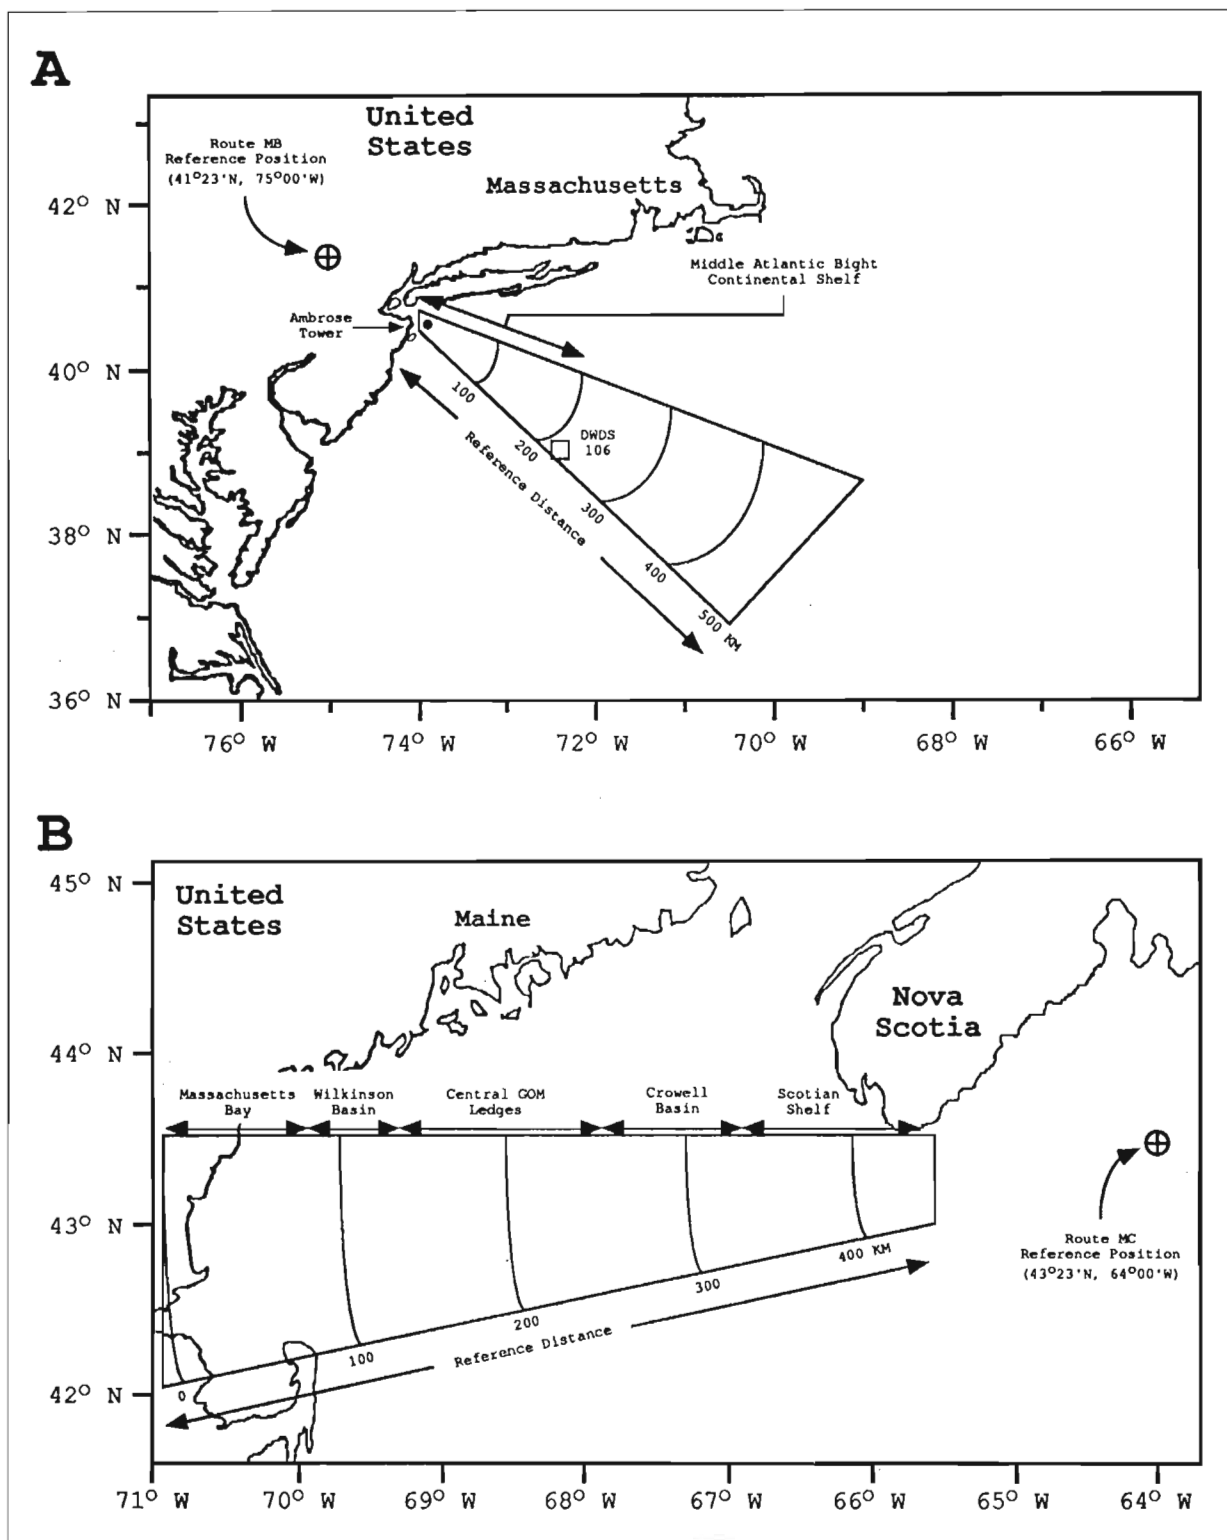 A
United
States
Route MB
Reference Position
(41°23'N, 75°00'W)
Massachusetts
Middle Atlantic Bight
Continental Shelf
Ambrose
Tower
100
200
300
400
500 KM
Reference Distance
DWDS
106
42° N
40° N
38° N
36° N
76° W
74° W
72° W
70° W
68° W
66° W
B
United
States
Maine
Nova
Scotia
Massachusetts
Bay
Wilkinson
Basin
Central GOM
Ledges
Crowell
Basin
Scotian
Shelf
Route MC
Reference Position
(43°23'N, 64°00'W)
0
100
200
300
400 KM
Reference Distance
45° N
44° N
43° N
42° N
71° W
70° W
69° W
68° W
67° W
66° W
65° W
64° W